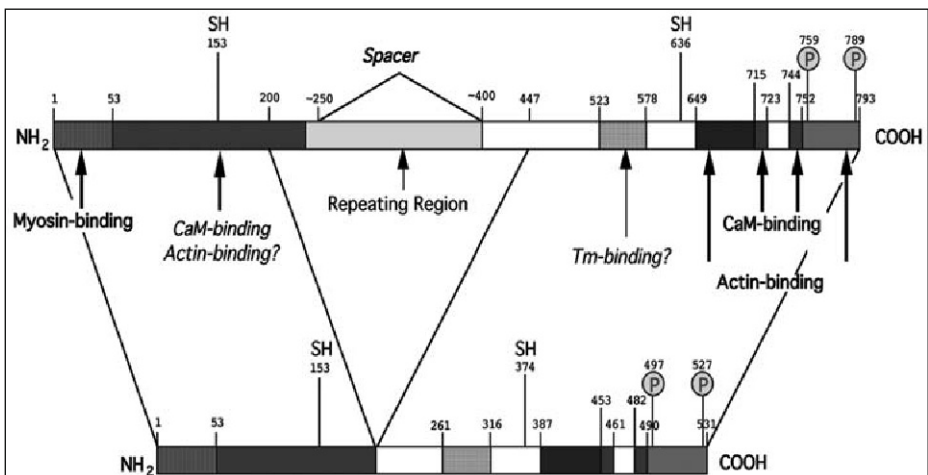 SH
153
Spacer
SH
636
759
P
789
P
715
744
1
53
200
~250
~400
447
523
578
649
723
752
793
NH2
COOH
Myosin-binding
CaM-binding
Actin-binding?
Repeating Region
Tm-binding?
CaM-binding
Actin-binding
SH
153
SH
374
497
P
527
P
453
482
1
53
261
316
387
461
490
531
NH2
COOH